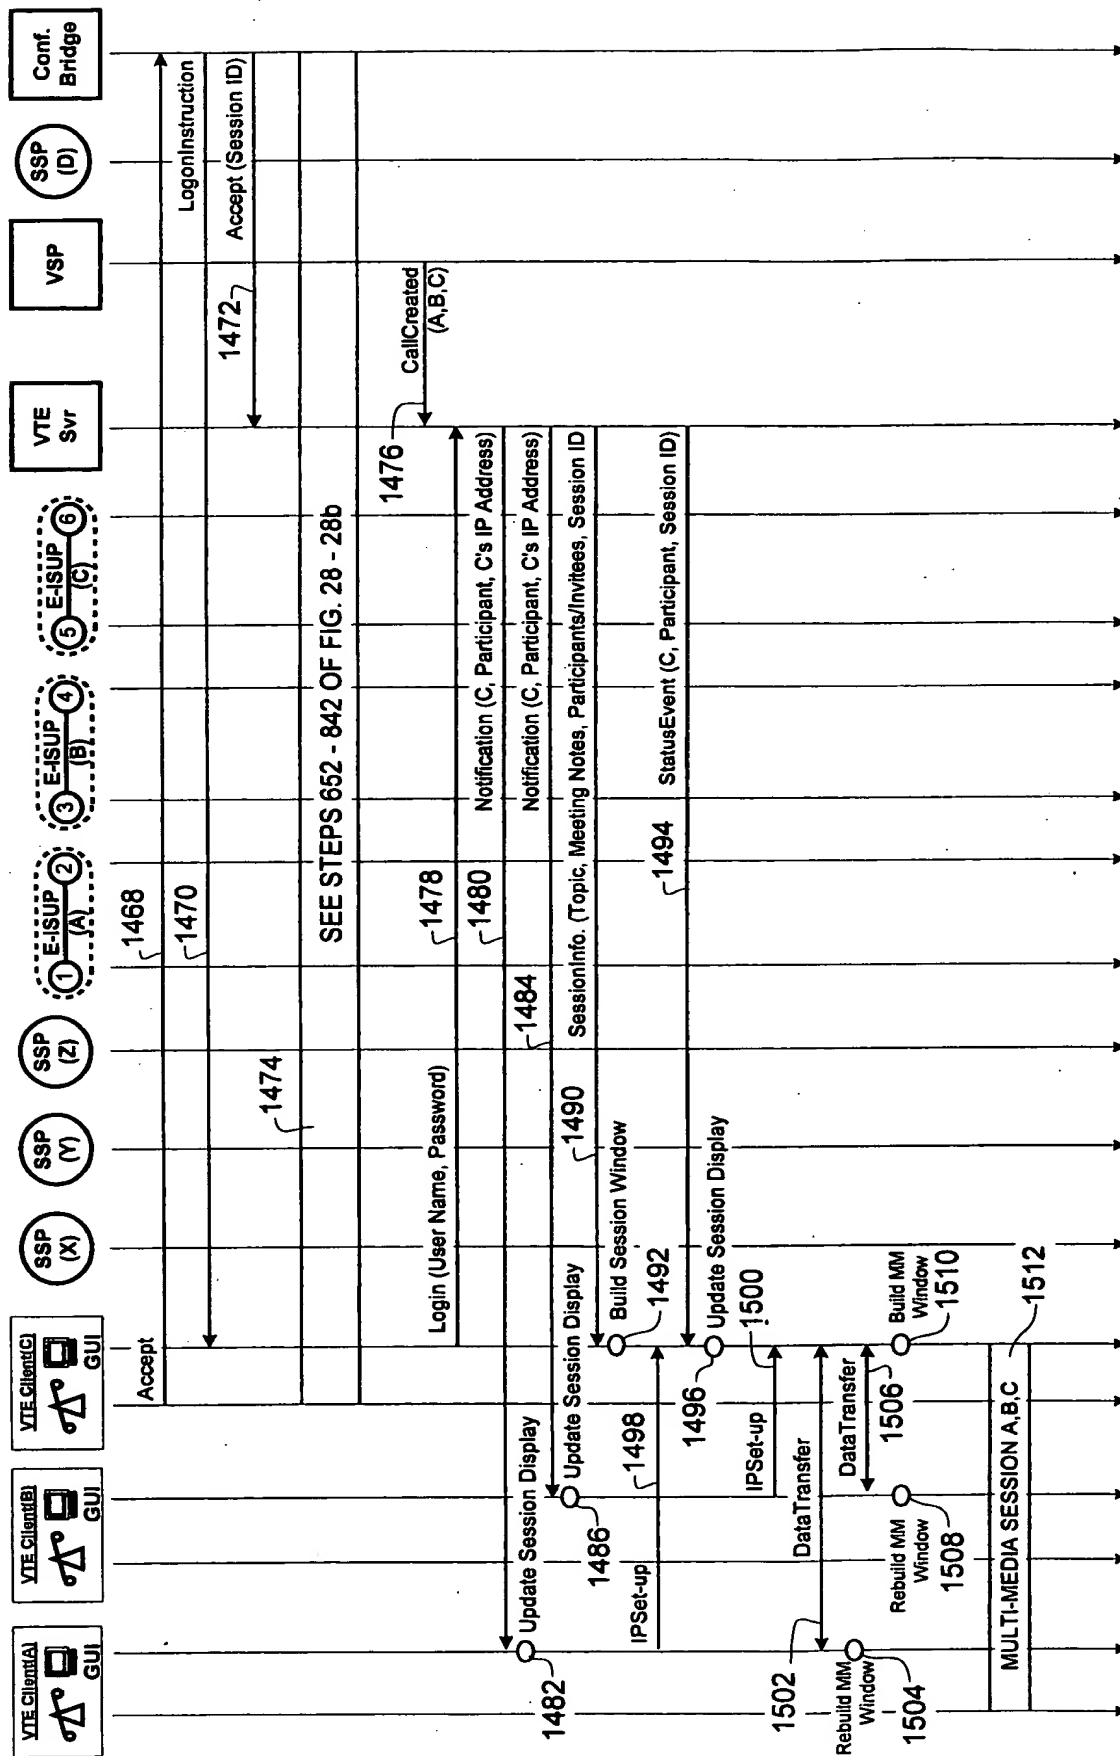 VTE Client(A)
GUI
VTE Client(B)
GUI
VTE Client(C)
GUI
SSP
(X)
SSP
(Y)
SSP
(Z)
1
E-ISUP
(A)
2
3
E-ISUP
(B)
4
5
E-ISUP
(C)
6
VTE
Svr
VSP
SSP
(D)
Conf.
Bridge
Accept
1468
1470
LogonInstruction
1472
Accept (Session ID)
1474
SEE STEPS 652 - 842 OF FIG. 28 - 28b
1476
CallCreated
(A,B,C)
Login (User Name, Password)
1478
1480
Notification (C, Participant, C's IP Address)
Update Session Display
1482
1484
Notification (C, Participant, C's IP Address)
Update Session Display
1486
1490
SessionInfo. (Topic, Meeting Notes, Participants/Invitees, Session ID
Build Session Window
1492
IPSet-up
1498
1494
StatusEvent (C, Participant, Session ID)
Update Session Display
1496
IPSet-up
1500
1502
DataTransfer
Rebuild MM
Window
1504
DataTransfer
1506
Rebuild MM
Window
1508
Build MM
Window
1510
MULTI-MEDIA SESSION A,B,C
1512